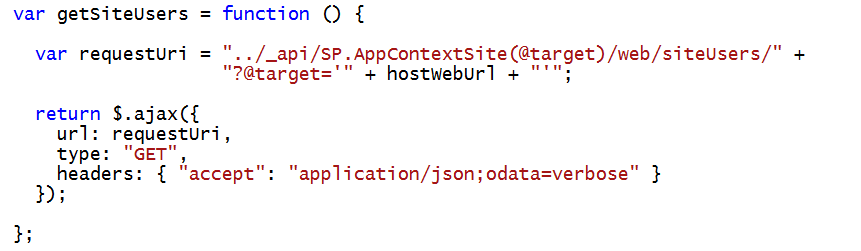 var getSiteUsers = function () {
var requestUri = "../_api/SP.AppContextSite(@target)/web/siteUsers/" +
"?@target='" + hostWebUrl + "'";
return $.ajax({
url: requestUri,
type: "GET",
headers: { "accept": "application/json;odata=verbose" }
});
};